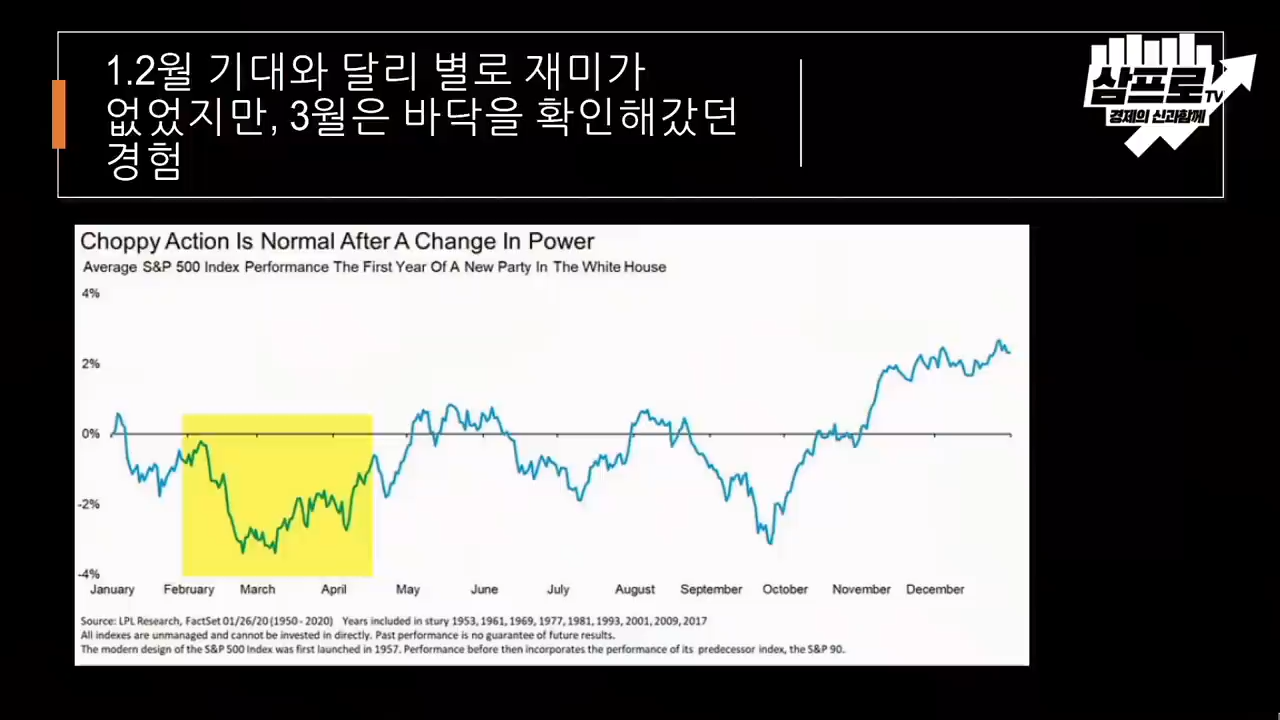 1.2월 기대와 달리 별로 재미가
없었지만, 3월은 바닥을 확인해갔던
경험
삼프로TV
경제의 신과함께
Choppy Action Is Normal After A Change In Power
Average S&P 500 Index Performance The First Year Of A New Party In The White House
4%
2%
0%
-2%
-4%
January February March April May June July August September October November December
Source: LPL Research, FactSet 01/26/20 (1950 - 2020) Years included in stury 1953, 1961, 1969, 1977, 1981, 1993, 2001, 2009, 2017
All indexes are unmanaged and cannot be invested in directly. Past performance is no guarantee of future results.
The modern design of the S&P 500 Index was first launched in 1957. Performance before then incorporates the performance of its predecessor index, the S&P 90.